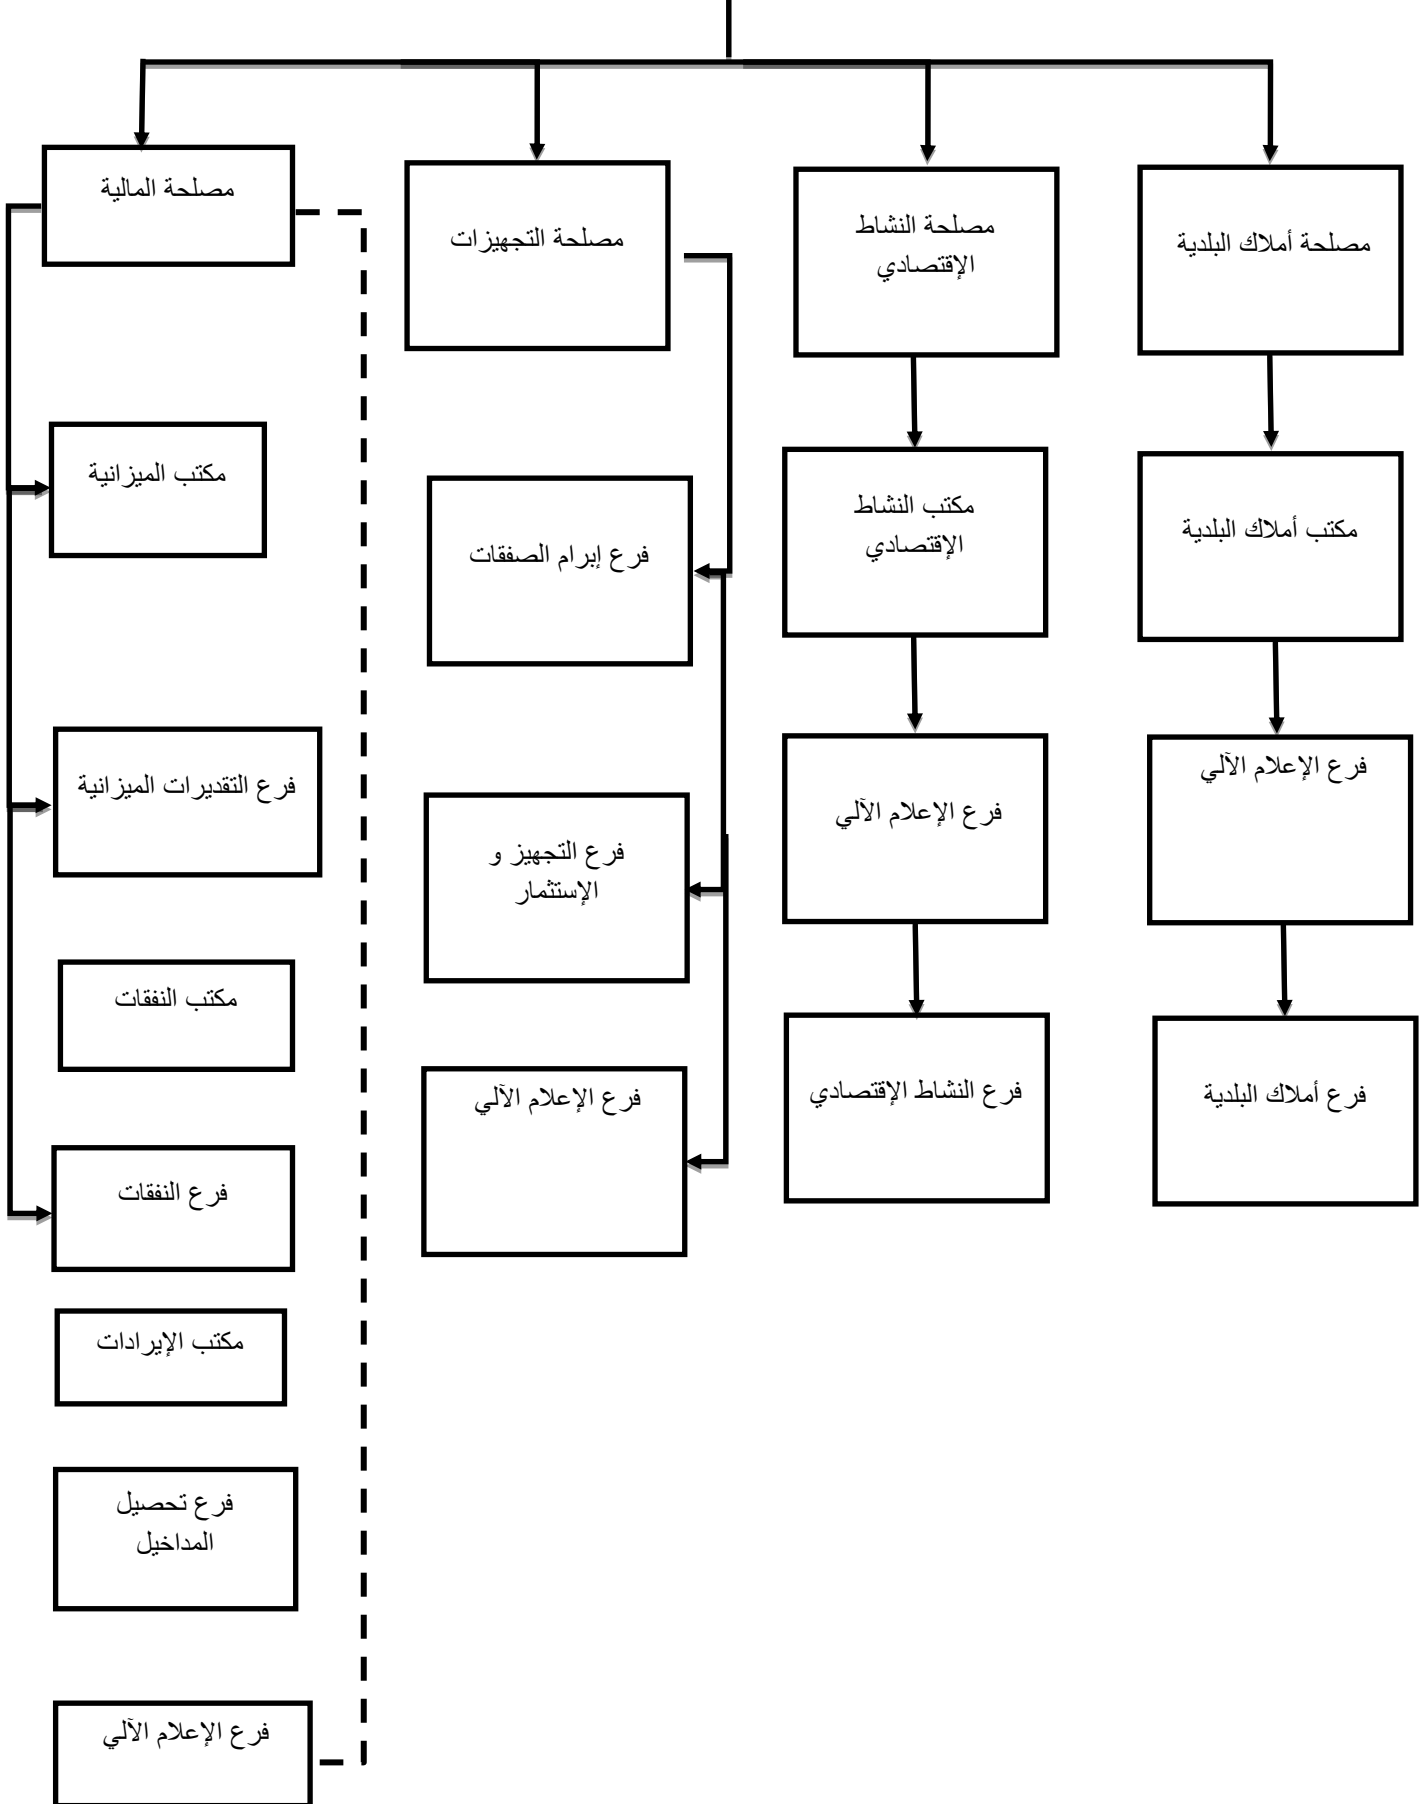 مصلحة أملاك البلدية
مصلحة النشاط
الإقتصادي
مصلحة التجهيزات
مصلحة المالية
مكتب أملاك البلدية
مكتب النشاط
الإقتصادي
فرع إبرام الصفقات
مكتب الميزانية
فرع الإعلام الآلي
فرع الإعلام الآلي
فرع التجهيز و
الإستثمار
فرع التقديرات الميزانية
مكتب النفقات
فرع أملاك البلدية
فرع النشاط الإقتصادي
فرع الإعلام الآلي
فرع النفقات
مكتب الإيرادات
فرع تحصيل
المداخيل
فرع الإعلام الآلي